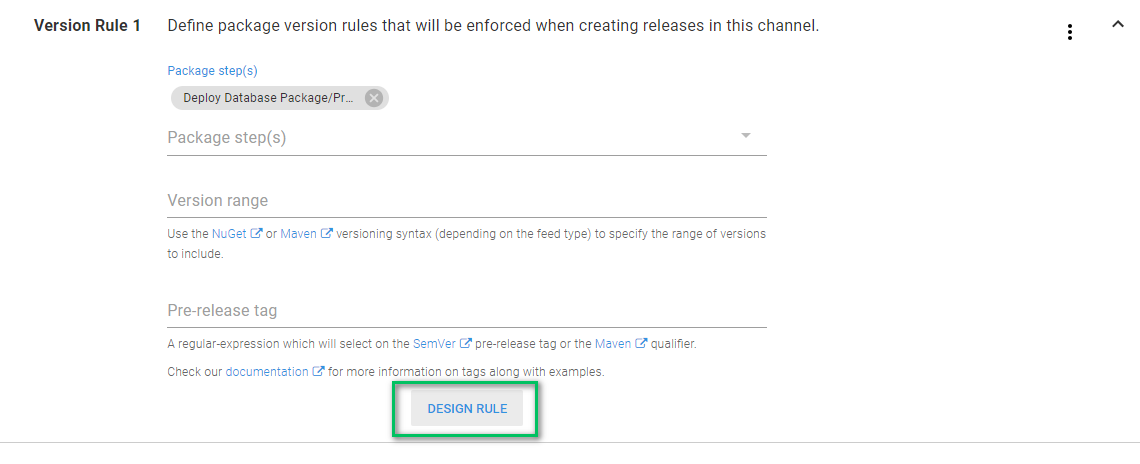 Version Rule 1 Define package version rules that will be enforced when creating releases in this channel.
Package step(s)
Deploy Database Package/Pr...
Package step(s)
Version range
Use the NuGet or Maven versioning syntax (depending on the feed type) to specify the range of versions
to include.
Pre-release tag
A regular-expression which will select on the SemVer pre-release tag or the Maven qualifier.
Check our documentation for more information on tags along with examples.
DESIGN RULE